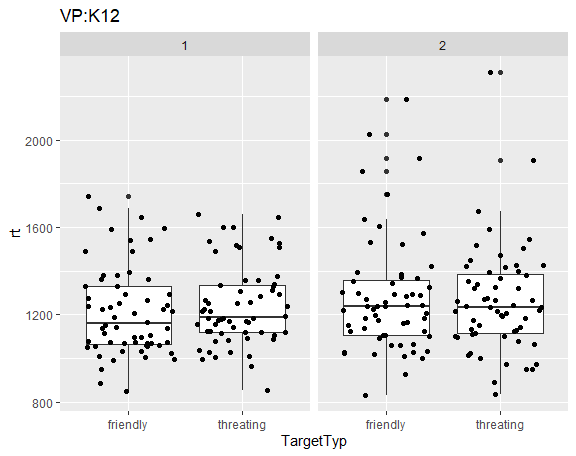 VP:K12
1
2
rt
2000
1600
1200
800
friendly
threating
friendly
threating
TargetTyp